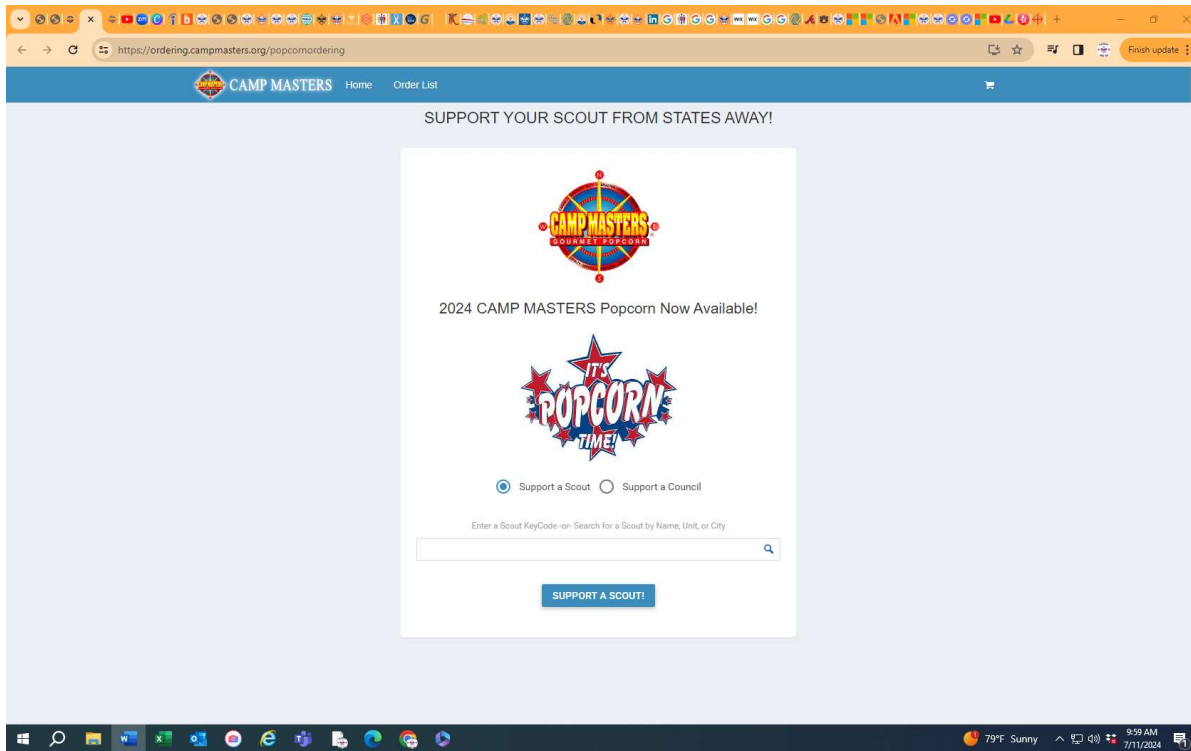 https://ordering.campmasters.org/popcornordering
Finish update
CAMP MASTERS Home Order List
SUPPORT YOUR SCOUT FROM STATES AWAY!
N
W CAMP MASTERS E
GOURMET POPCORN
S
2024 CAMP MASTERS Popcorn Now Available!
IT'S
POPCORN
TIME!
Support a Scout Support a Council
Enter a Scout KeyCode -or- Search for a Scout by Name, Unit, or City
SUPPORT A SCOUT!
79°F Sunny
9:59 AM
7/11/2024